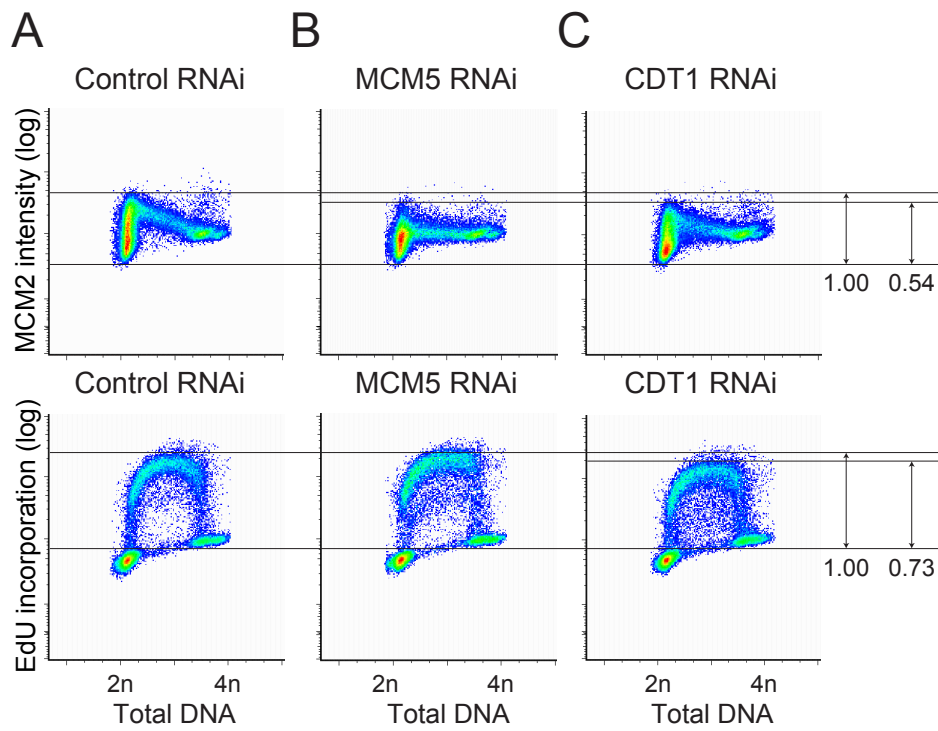 A
B
C
Control RNAi
MCM5 RNAi
CDT1 RNAi
MCM2 intensity (log)
1.00
0.54
Control RNAi
MCM5 RNAi
CDT1 RNAi
EdU incorporation (log)
1.00
0.73
2n
4n
2n
4n
2n
4n
Total DNA
Total DNA
Total DNA